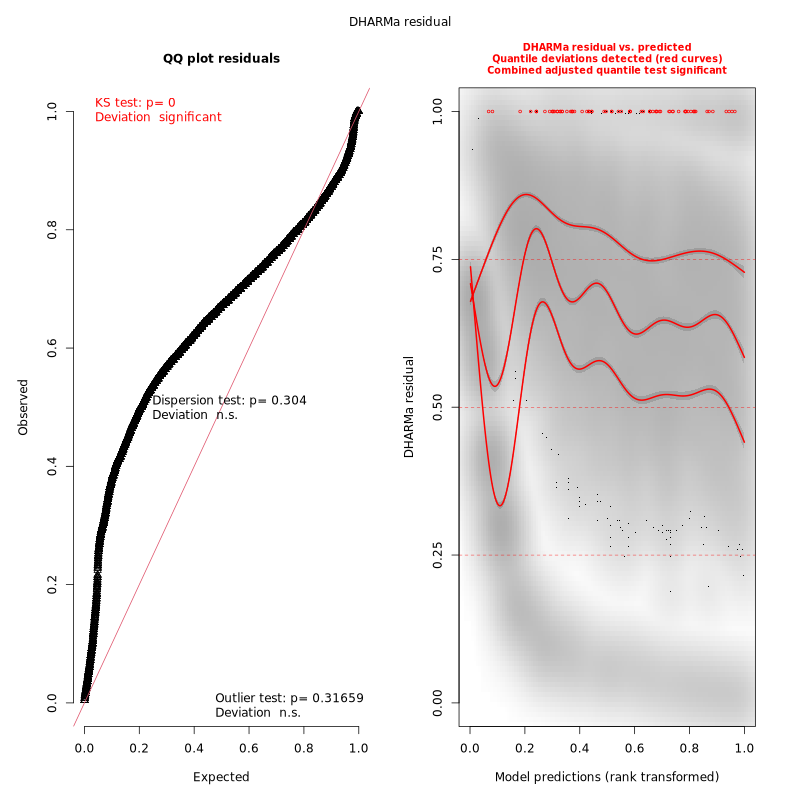 DHARMa residual
QQ plot residuals
KS test: p= 0
Deviation significant
Dispersion test: p= 0.304
Deviation n.s.
Outlier test: p= 0.31659
Deviation n.s.
Observed
0.0
0.2
0.4
0.6
0.8
1.0
0.0 0.2 0.4 0.6 0.8 1.0
Expected
DHARMa residual vs. predicted
Quantile deviations detected (red curves)
Combined adjusted quantile test significant
DHARMa residual
0.00
0.25
0.50
0.75
1.00
0.0 0.2 0.4 0.6 0.8 1.0
Model predictions (rank transformed)